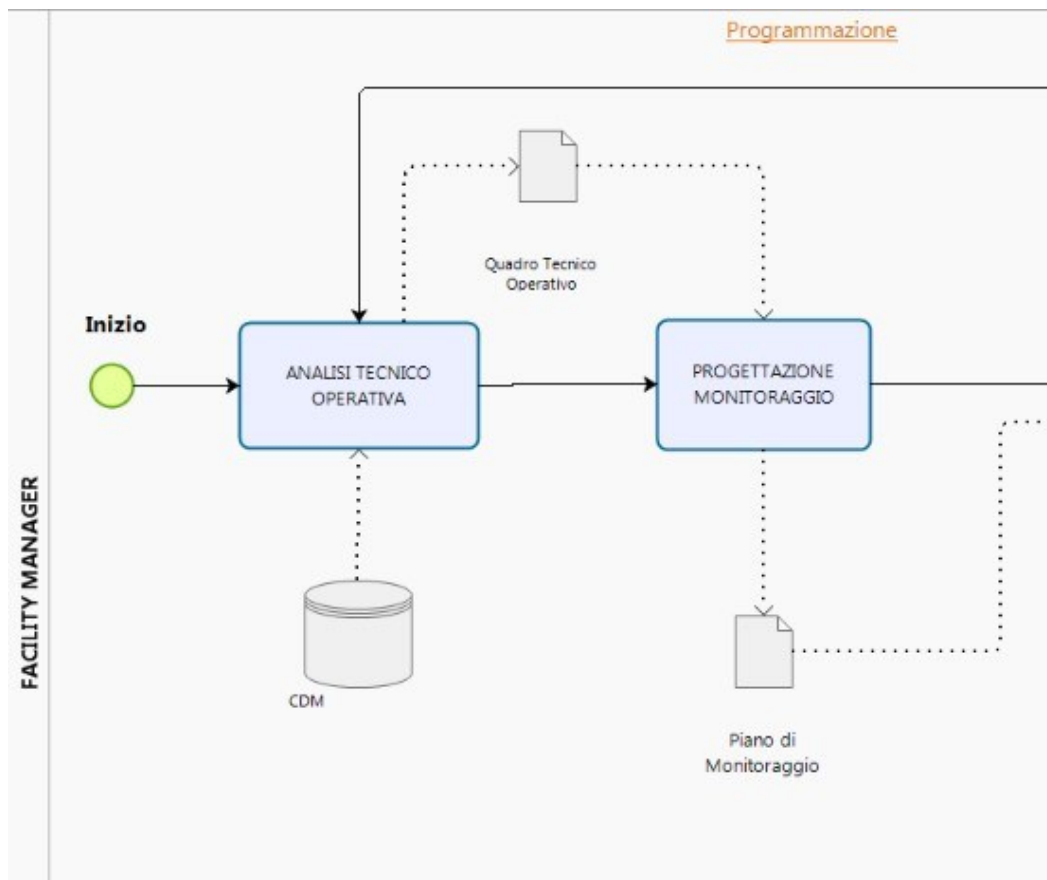 Programmazione
Quadro Tecnico
Operativo
Inizio
ANALISI TECNICO
OPERATIVA
PROGETTAZIONE
MONITORAGGIO
FACILITY MANAGER
CDM
Piano di
Monitoraggio